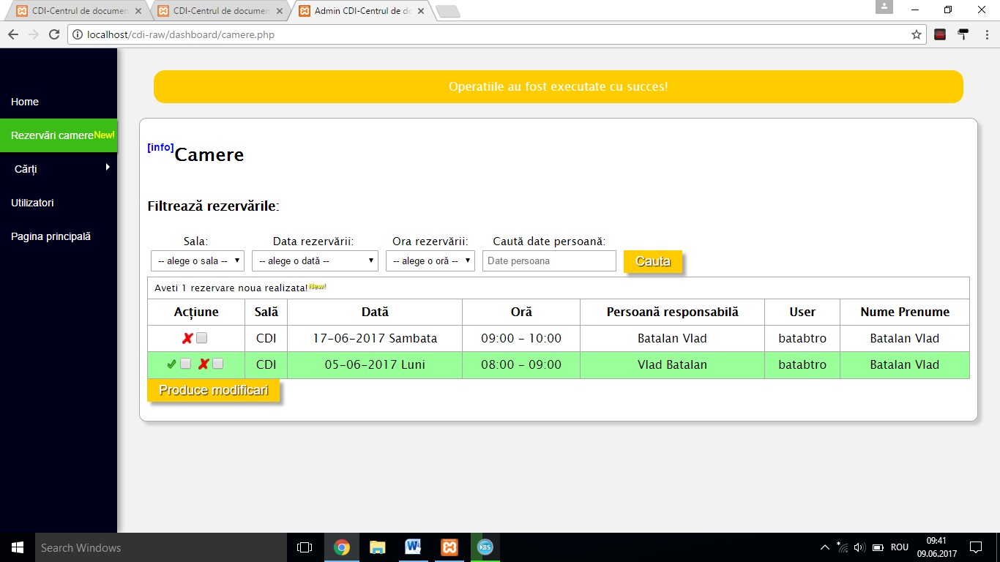 CDI-Centrul de documen
CDI-Centrul de documen
Admin CDI-Centrul de do
localhost/cdi-raw/dashboard/camere.php
Home
Rezervări camere New!
Cărți
Utilizatori
Pagina principală
Operatiile au fost executate cu succes!
[info]Camere
Filtrează rezervările:
Sala: Data rezervării: Ora rezervării: Caută date persoană:
-- alege o sala -- -- alege o dată -- -- alege o oră -- Date persoana Cauta
Aveti 1 rezervare noua realizata! New!
Acțiune Sală Dată Oră Persoană responsabilă User Nume Prenume
CDI 17-06-2017 Sambata 09:00 - 10:00 Batalan Vlad batabtro Batalan Vlad
CDI 05-06-2017 Luni 08:00 - 09:00 Vlad Batalan batabtro Batalan Vlad
Produce modificari
Search Windows
EBS
ROU
09:41
09.06.2017